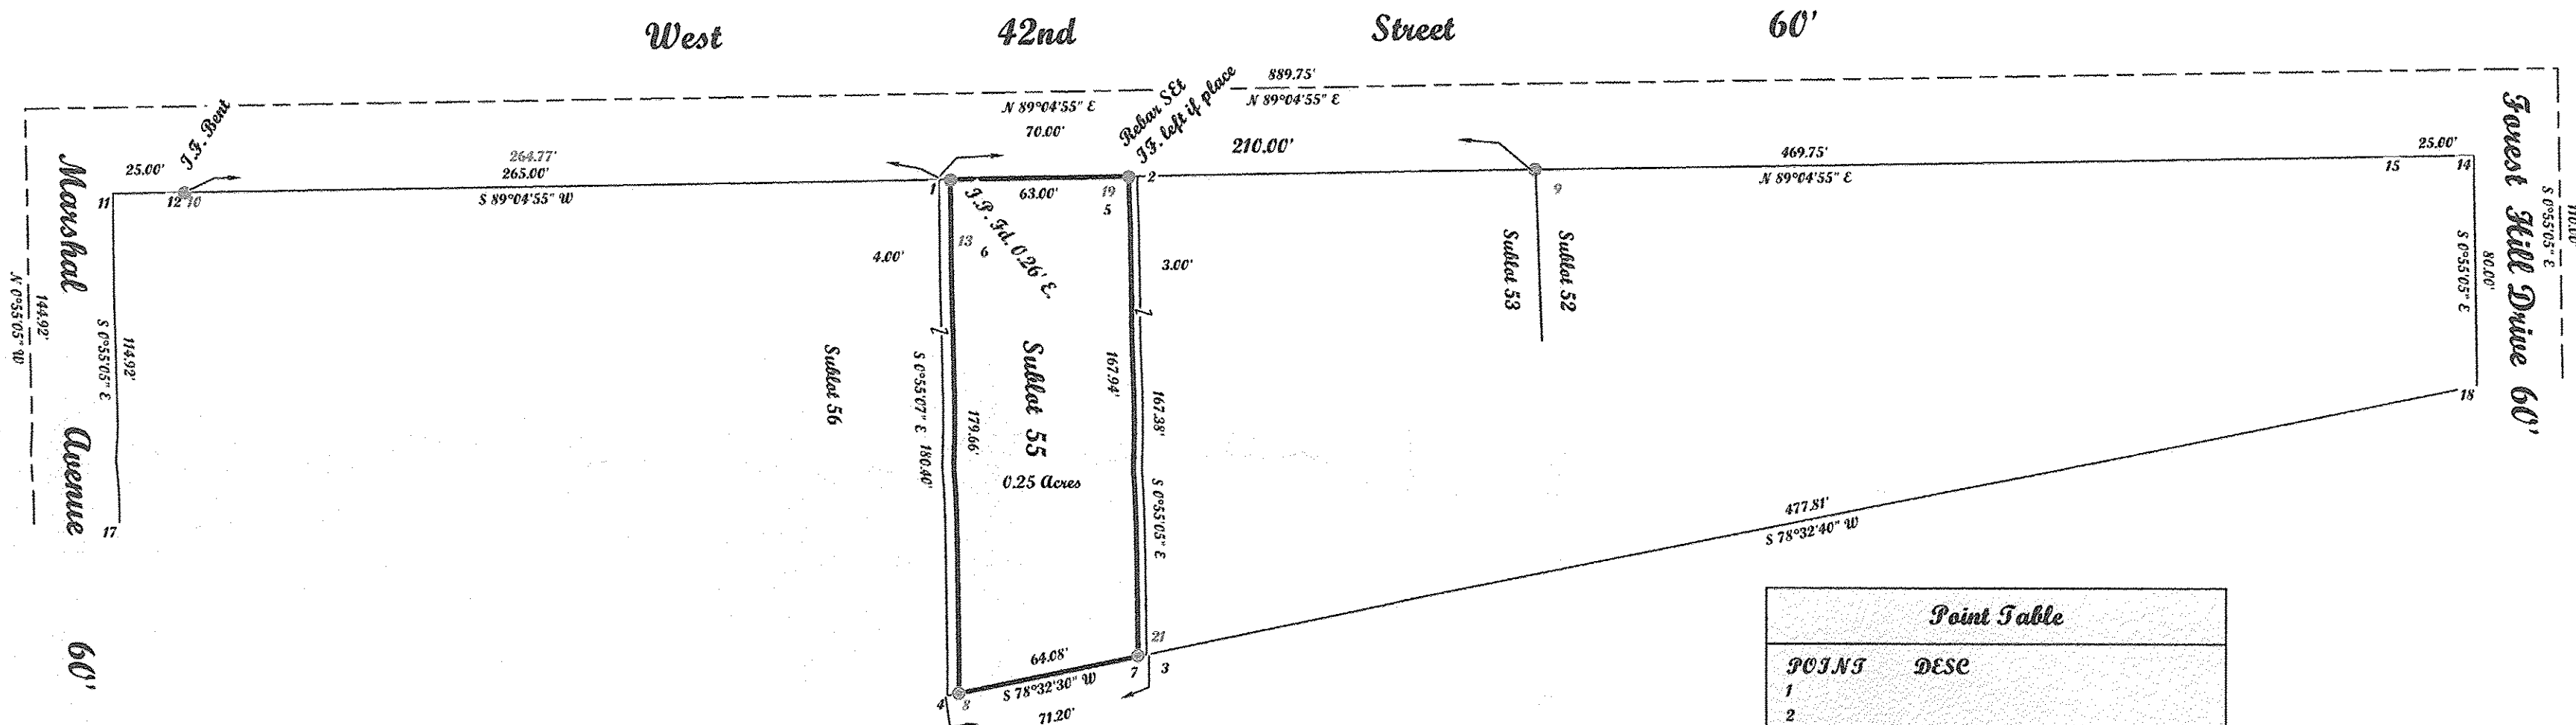 West 42nd Street 60'
889.75'
N 89°04'55" E
N 89°04'55" E
70.00'
Rebar SEt
I.F. left if place
I.F. Bent
25.00'
264.77'
265.00'
S 89°04'55" W
210.00'
469.75'
N 89°04'55" E
25.00'
11
12
10
1
63.00'
19
2
5
9
15
14
13
6
I.P. Fd. 0.26' E.
4.00'
3.00'
Marshal Avenue 60'
144.92'
N 0°55'05" W
114.92'
S 0°55'05" E
17
Sublot 56
S 0°55'07" E 180.40'
179.66'
Sublot 55
0.25 Acres
167.94'
167.38'
S 0°55'05" E
Sublot 53
Sublot 52
Forest Hill Drive 60'
110.00'
S 0°55'05" E
80.00'
S 0°55'05" E
18
477.81'
S 78°32'40" W
21
7
3
64.08'
S 78°32'30" W
4
8
71.20'
Point Table
POINT DESC
1
2